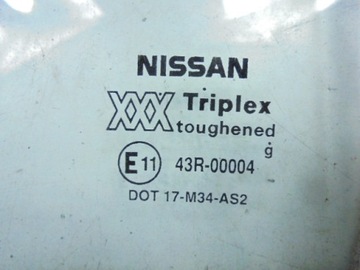 NISSAN
XXX Triplex
toughened
ġ
E11 43R-00004
DOT 17-M34-AS2